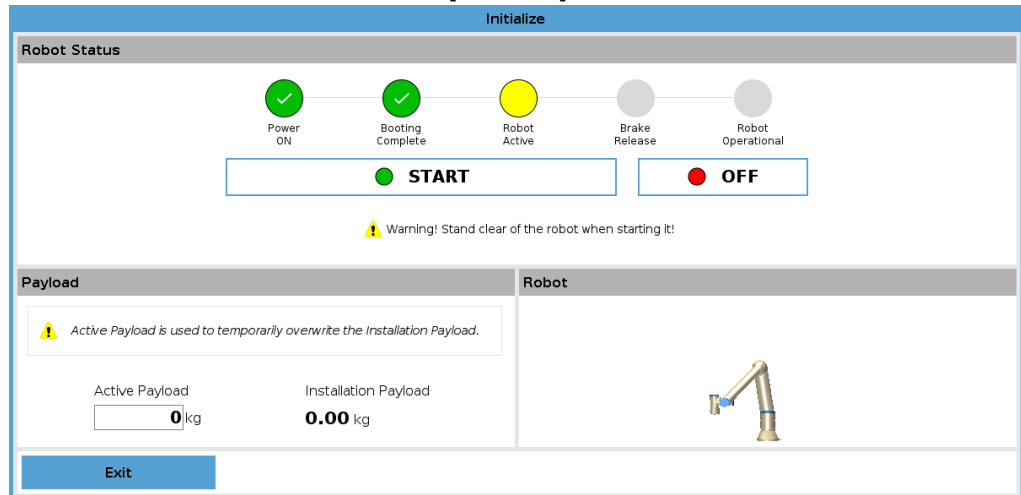 Initialize
Robot Status
Power
ON
Booting
Complete
Robot
Active
Brake
Release
Robot
Operational
START
OFF
Warning! Stand clear of the robot when starting it!
Payload
Robot
Active Payload is used to temporarily overwrite the Installation Payload.
Active Payload
Installation Payload
0 kg
0.00 kg
Exit